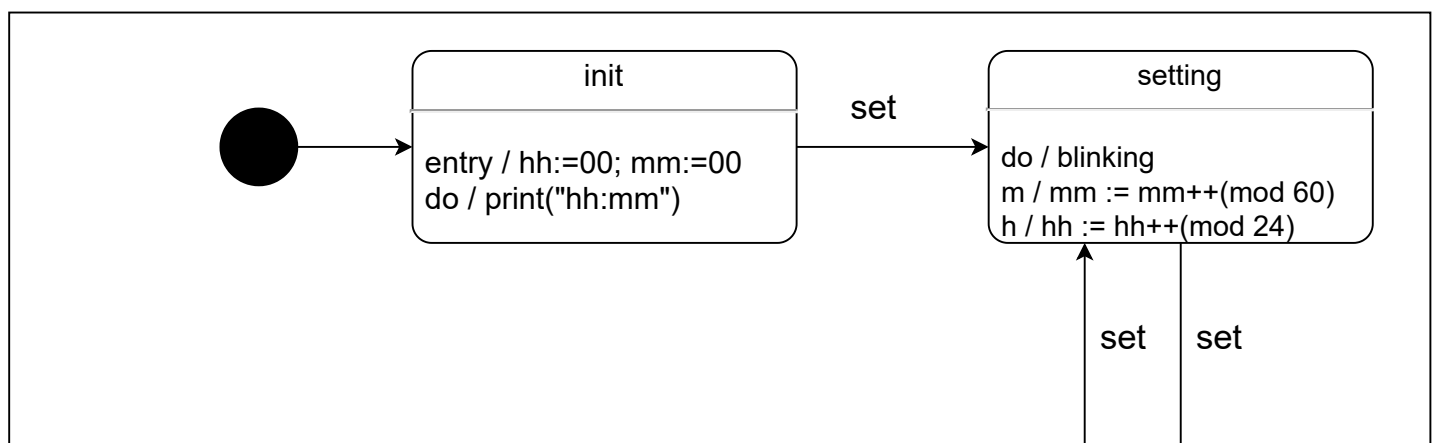 init
entry / hh:=00; mm:=00
do / print("hh:mm")
set
setting
do / blinking
m / mm := mm++(mod 60)
h / hh := hh++(mod 24)
set
set